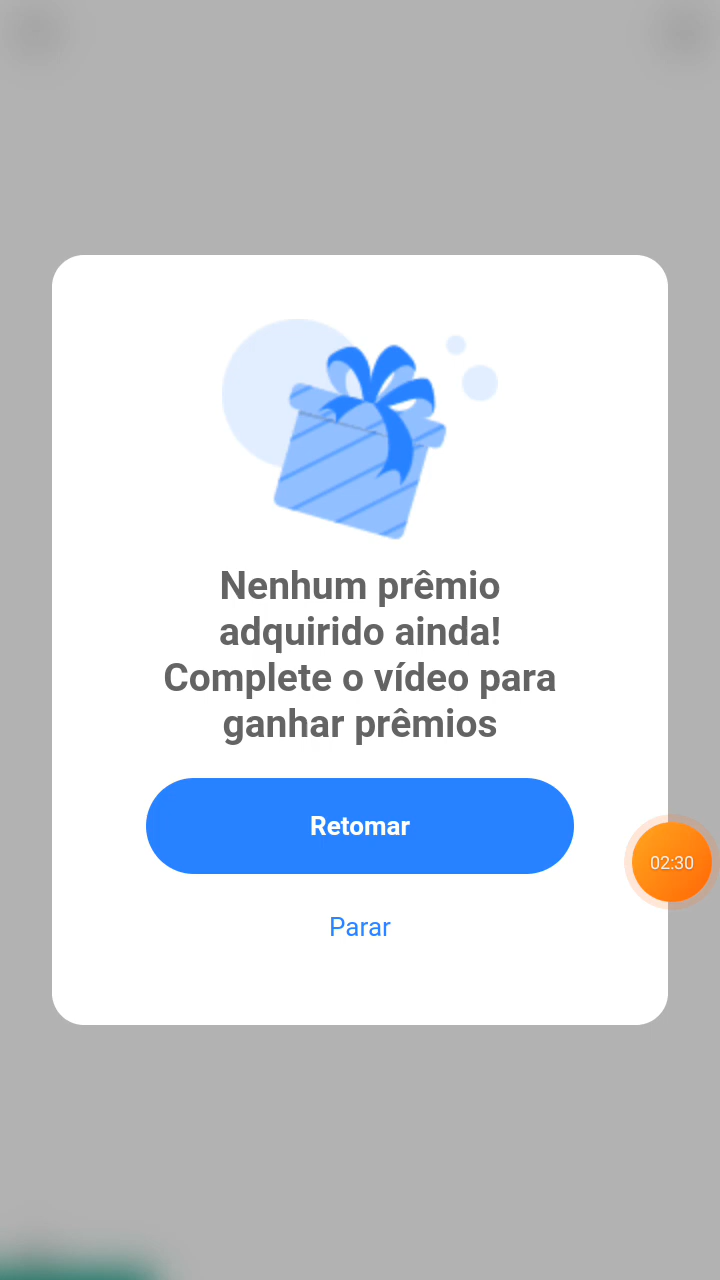 Nenhum prêmio
adquirido ainda!
Complete o vídeo para
ganhar prêmios
Retomar
02:30
Parar